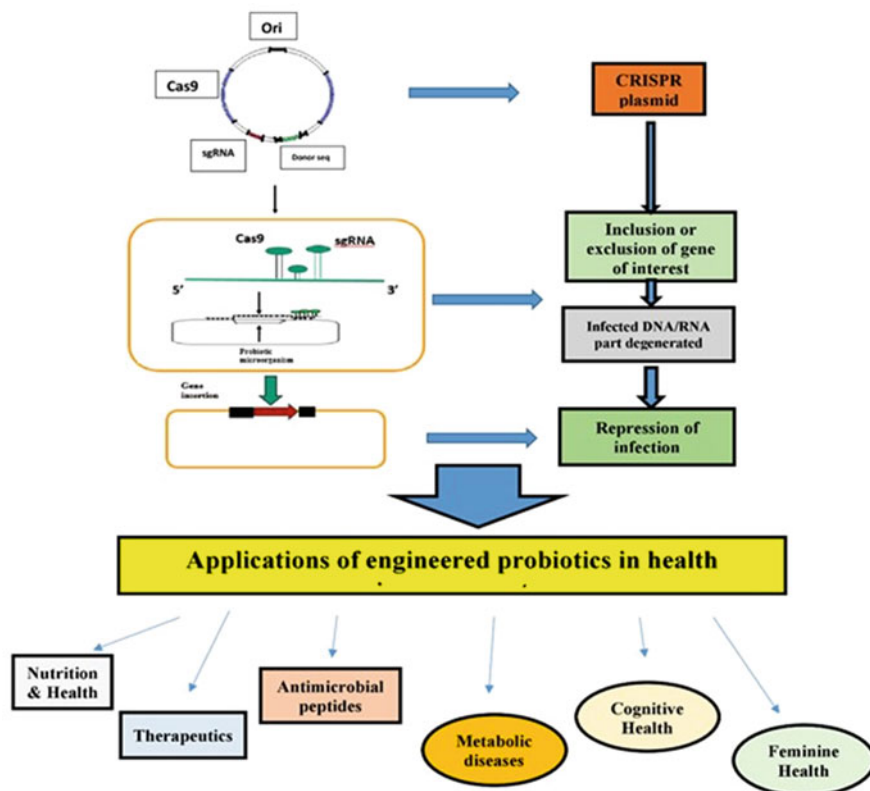 Ori
Cas9
sgRNA
Donor seq
CRISPR
plasmid
Cas9
sgRNA
5'
3'
Probiotic
microorganism
Inclusion or
exclusion of gene
of interest
Infected DNA/RNA
part degenerated
Gene
insertion
Repression of
infection
Applications of engineered probiotics in health
Nutrition
& Health
Therapeutics
Antimicrobial
peptides
Metabolic
diseases
Cognitive
Health
Feminine
Health